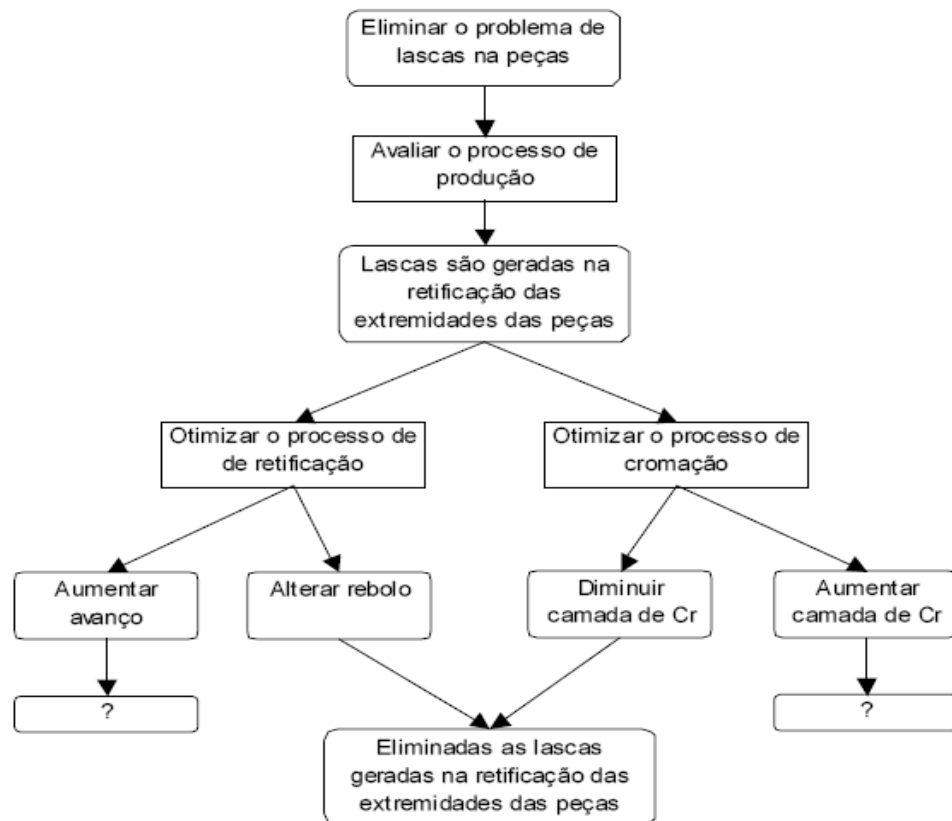 Eliminar o problema de
lascas na peças
Avaliar o processo de
produção
Lascas são geradas na
retificação das
extremidades das peças
Otimizar o processo de
de retificação
Otimizar o processo de
cromação
Aumentar
avanço
Alterar rebolo
Diminuir
camada de Cr
Aumentar
camada de Cr
?
?
Eliminadas as lascas
geradas na retificação das
extremidades das peças